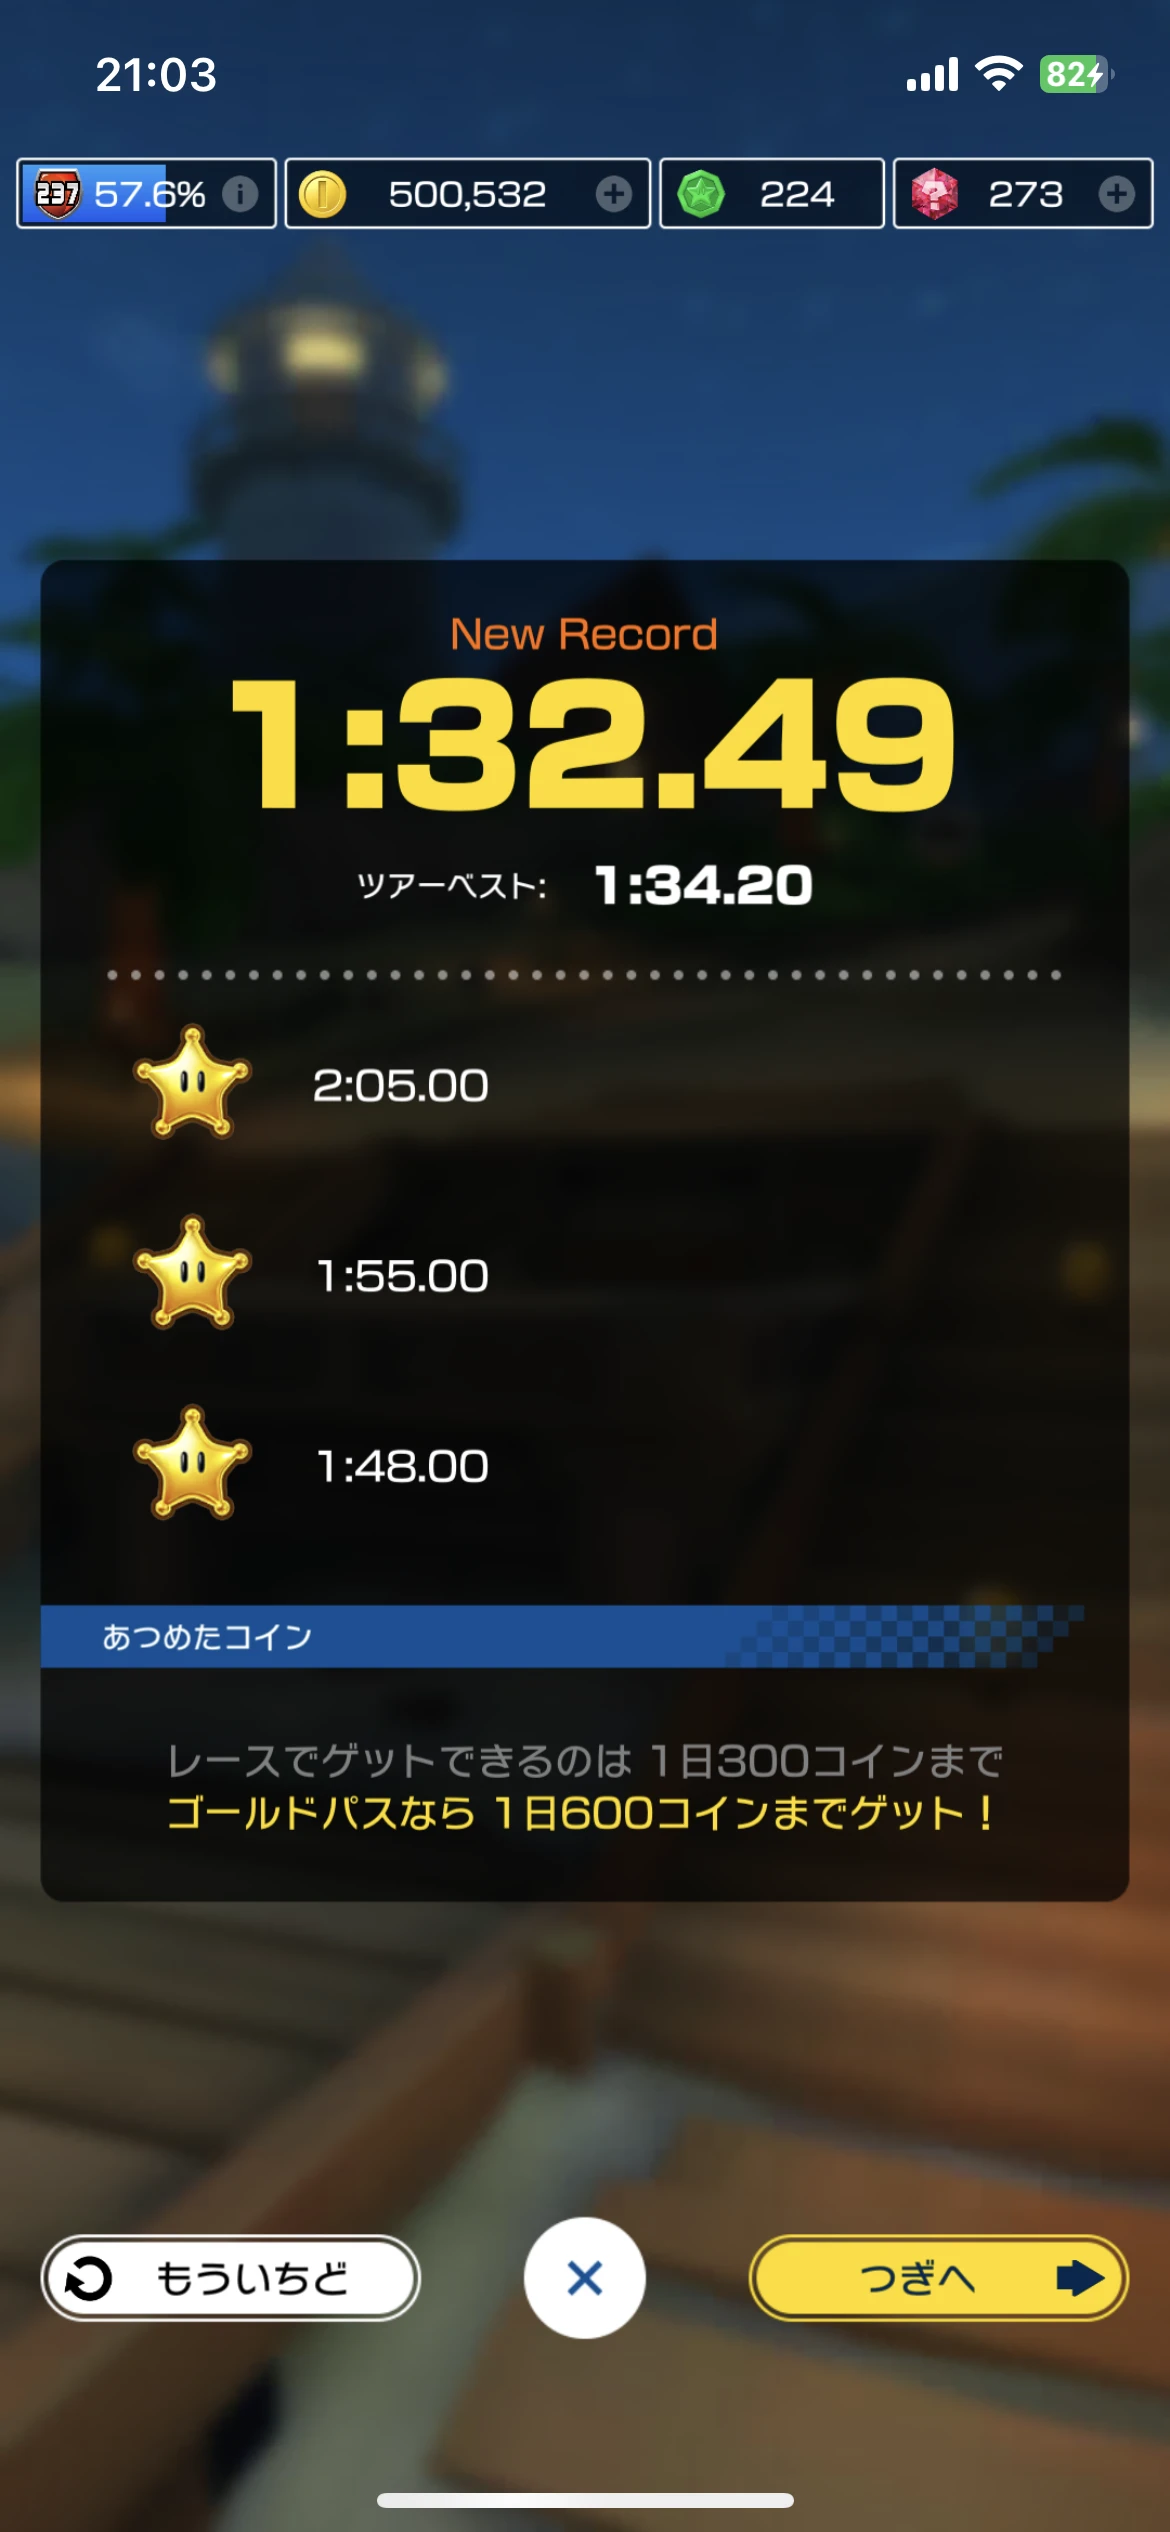 21:03
82
237 57.6% i 500,532 + 224 273 +
New Record
1:32.49
ツアーベスト: 1:34.20
2:05.00
1:55.00
1:48.00
あつめたコイン
レースでゲットできるのは 1日300コインまで
ゴールドパスなら 1日600コインまでゲット！
もういちど
つぎへ